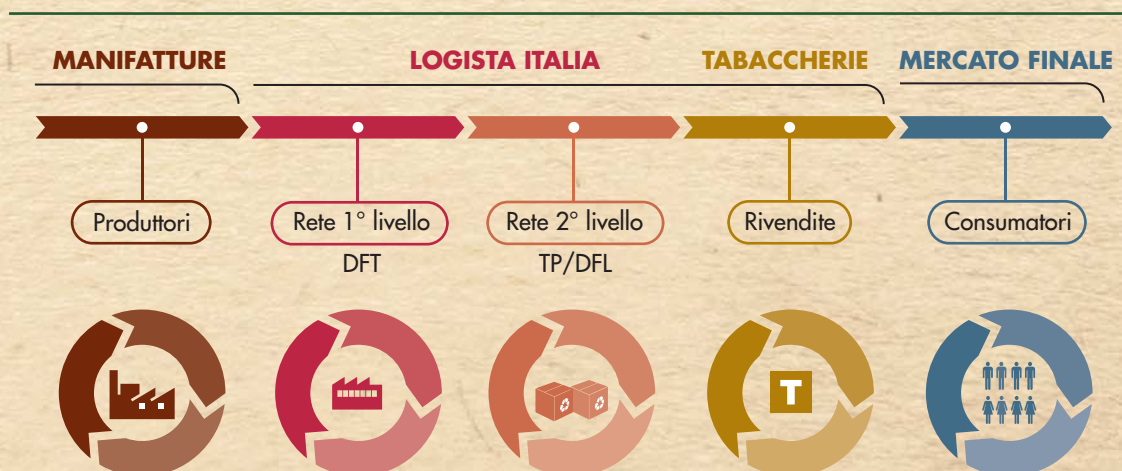 MANIFATTURE
LOGISTA ITALIA
TABACCHERIE
MERCATO FINALE
Produttori
Rete 1° livello
Rete 2° livello
Rivendite
Consumatori
DFT
TP/DFL
T